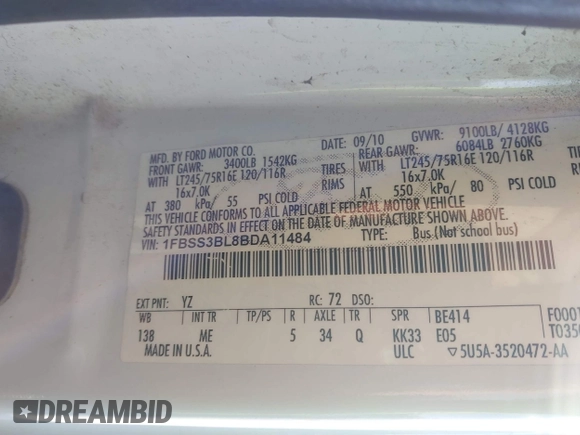 MFD. BY FORD MOTOR CO. DATE: 09/10 GVWR: 9100LB/ 4128KG
FRONT GAWR: 3400LB 1542KG REAR GAWR: 6084LB 2760KG
WITH LT245/75R16E 120/116R TIRES WITH LT245/75R16E 120/116R TIRES
16x7.0K RIMS 16x7.0K RIMS
AT 380 kPa/ 55 PSI COLD AT 550 kPa/ 80 PSI COLD
THIS VEHICLE CONFORMS TO ALL APPLICABLE FEDERAL MOTOR VEHICLE
SAFETY STANDARDS IN EFFECT ON THE DATE OF MANUFACTURE SHOWN ABOVE.
VIN: 1FBSS3BL8BDA11484 TYPE: Bus (Not school bus)
EXT PNT: YZ RC: 72 DSO:
WB INT TR TP/PS R AXLE TR SPR BE414 F0001
138 ME 5 34 Q KK33 E05
MADE IN U.S.A. ULC ▽5U5A-3520472-AA
DREAMBID